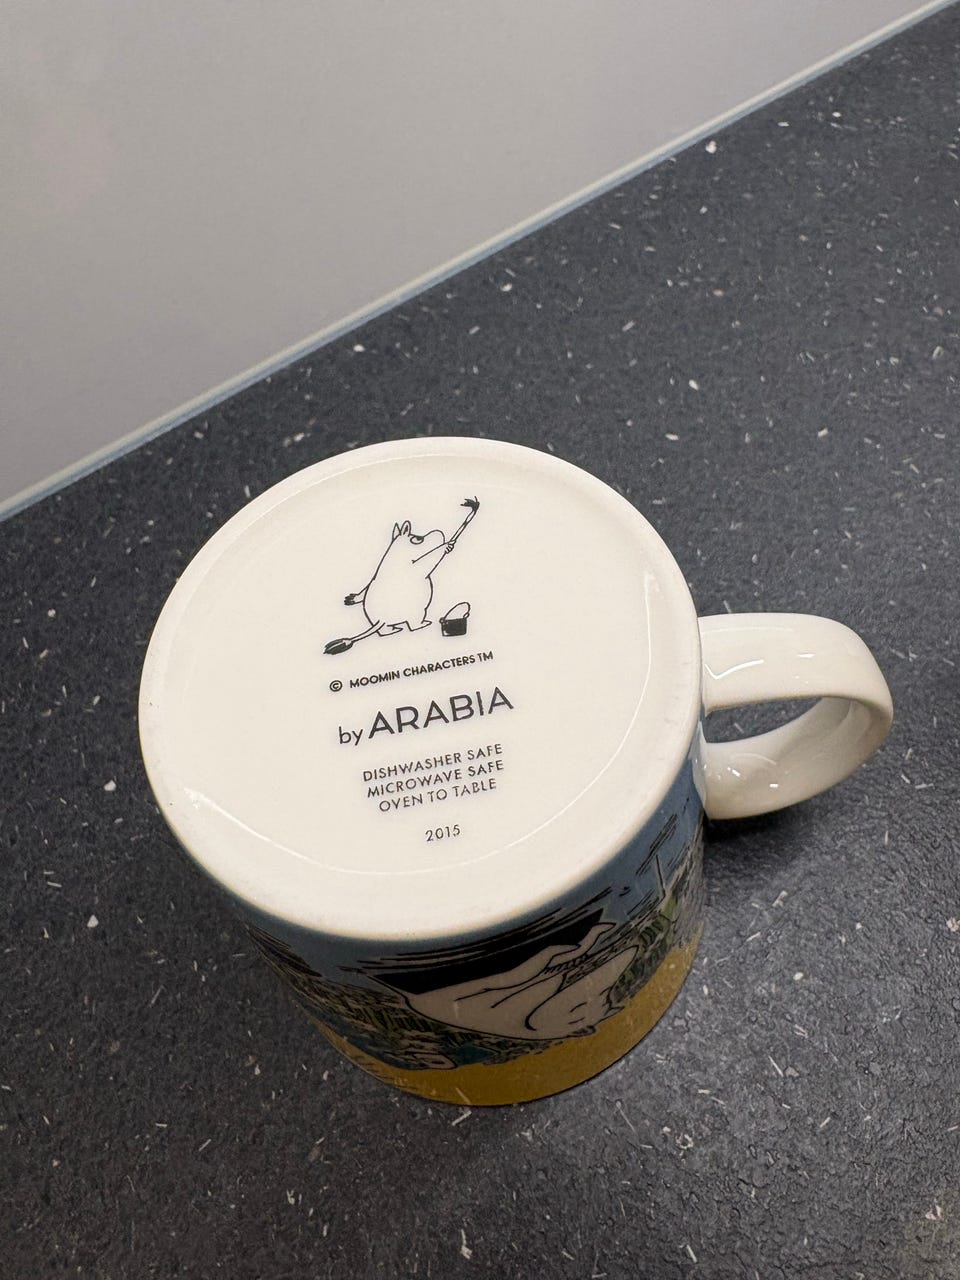 © MOOMIN CHARACTERS TM
by ARABIA
DISHWASHER SAFE
MICROWAVE SAFE
OVEN TO TABLE
2015